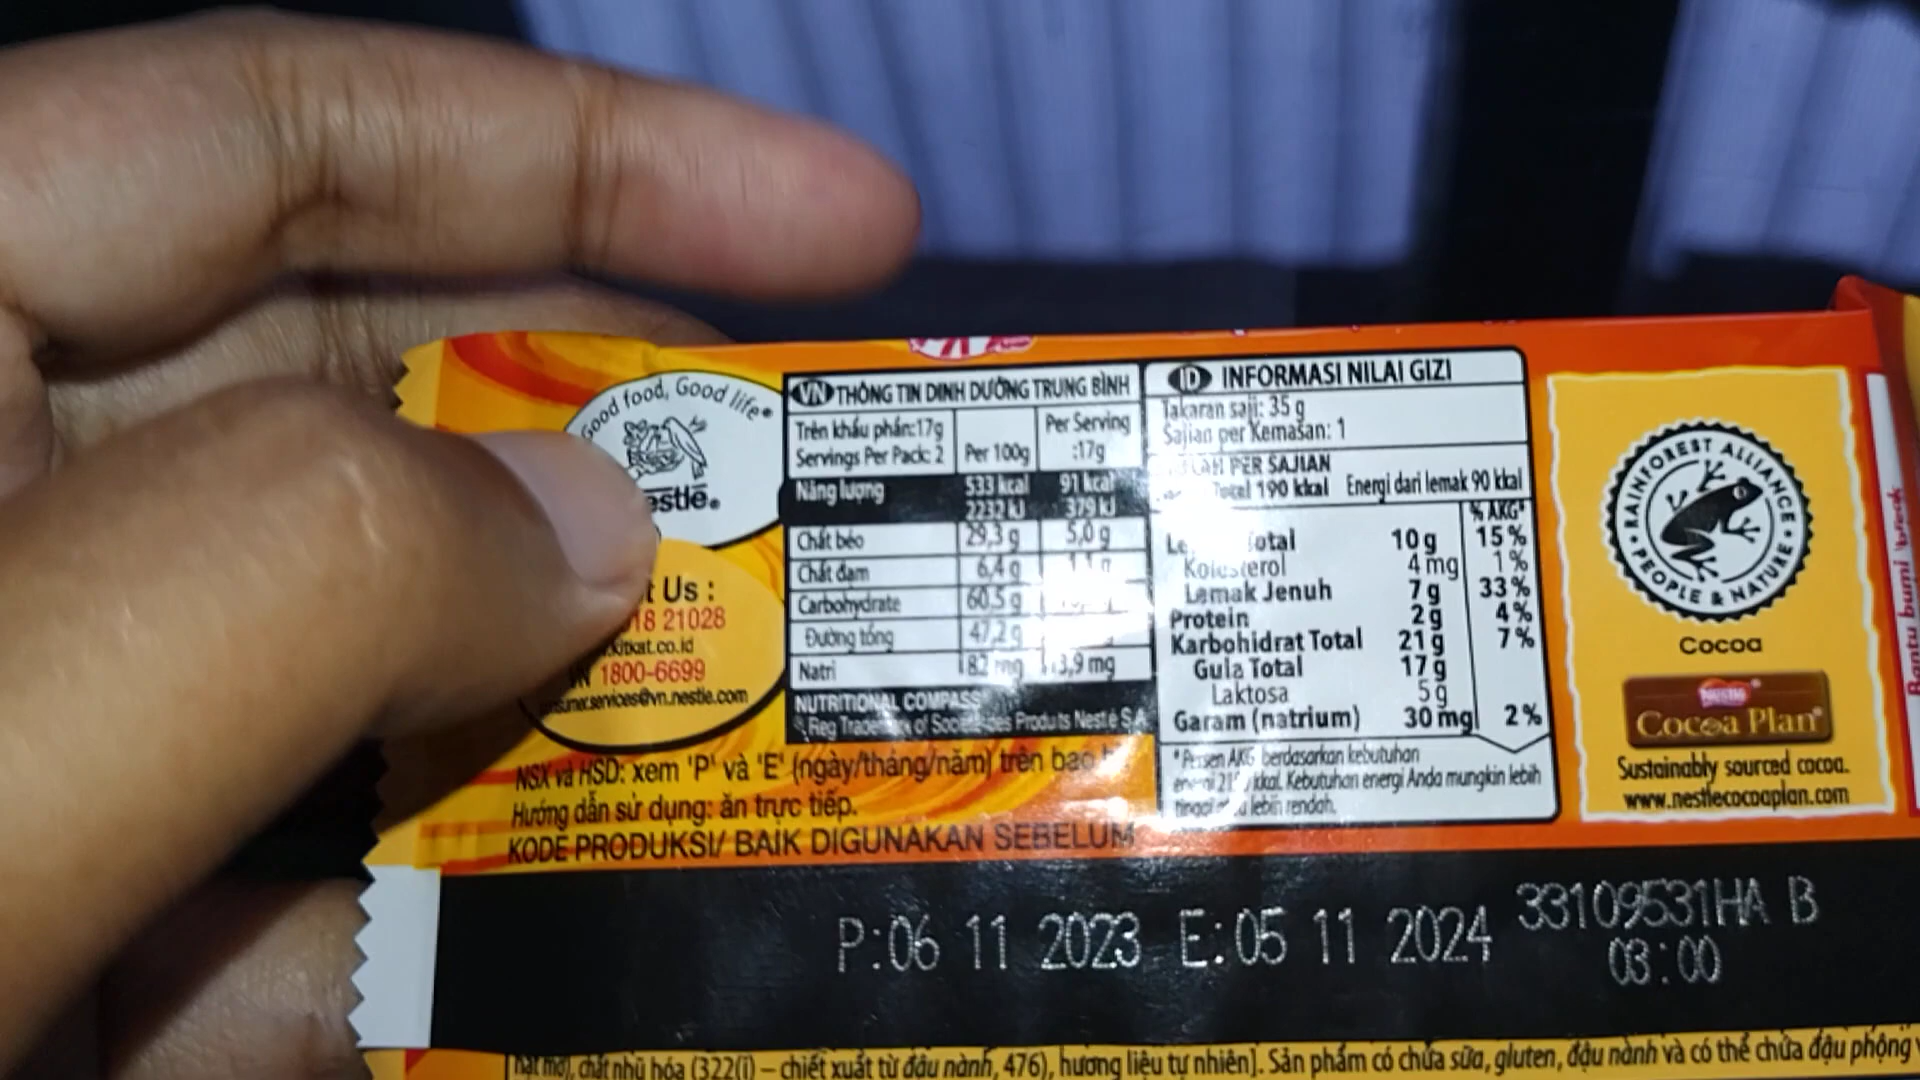 Good food, Good life
estlé®
t Us :
18 21028
kitkat.co.id
VN 1800-6699
consumer.services@vn.nestle.com
VN THÔNG TIN DINH DƯỠNG TRUNG BÌNH
Trên khẩu phần:17g
Servings Per Pack: 2
Per 100g
Per Serving
:17g
Năng lượng 533 kcal 91 kcal
2232 kJ 379 kJ
Chất béo 29,3 g 5,0 g
Chất đạm 6,4 g 1,1 g
Carbohydrate 60.5 g
Đường tổng 47,2 g
Natri 82 mg 13,9 mg
NUTRITIONAL COMPASS
Reg Trademark of Société des Produits Nestlé S.A
NSX và HSD: xem 'P' và 'E' (ngày/tháng/năm) trên bao
Hướng dẫn sử dụng: ăn trực tiếp.
KODE PRODUKSI/ BAIK DIGUNAKAN SEBELUM
ID INFORMASI NILAI GIZI
Takaran saji: 35 g
Sajian per Kemasan: 1
PER SAJIAN
190 kkal Energi dari lemak 90 kkal
% AKG*
otal 10 g 15 %
Kolesterol 4 mg 1 %
Lemak Jenuh 7 g 33 %
Protein 2 g 4 %
Karbohidrat Total 21 g 7 %
Gula Total 17 g
Laktosa 5 g
Garam (natrium) 30 mg 2 %
*Persen AKG berdasarkan kebutuhan
kkal. Kebutuhan energi Anda mungkin lebih
lebih rendah.
RAINFOREST ALLIANCE
PEOPLE & NATURE
Cocoa
Nestlé
Cocoa Plan®
Sustainably sourced cocoa.
www.nestlecocoaplan.com
Bantu bumi
P:06 11 2023 E:05 11 2024 33109531HA B
03:00
chất nhũ hóa (322(i) – chiết xuất từ đậu nành, 476), hương liệu tự nhiên]. Sản phẩm có chứa sữa, gluten, đậu nành và có thể chứa đậu phộng